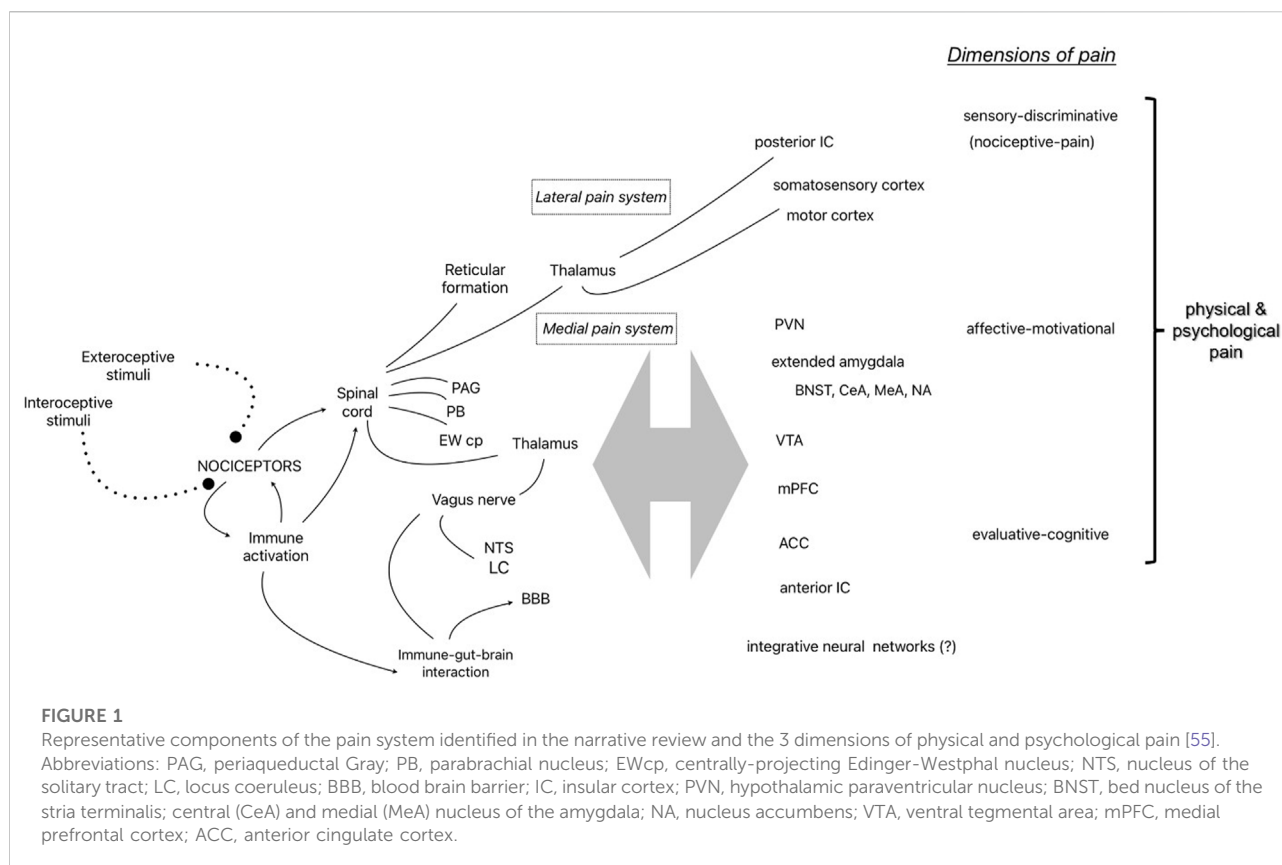 Dimensions of pain
sensory-discriminative
(nociceptive-pain)
posterior IC
Lateral pain system
somatosensory cortex
motor cortex
Reticular
formation
Thalamus
Medial pain system
PVN
affective-motivational
physical &
psychological
pain
Exteroceptive
stimuli
Interoceptive
stimuli
extended amygdala
BNST, CeA, MeA, NA
Spinal
cord
PAG
PB
EW cp
Thalamus
VTA
NOCICEPTORS
Vagus nerve
mPFC
Immune
activation
NTS
LC
ACC
evaluative-cognitive
BBB
anterior IC
Immune-gut-brain
interaction
integrative neural networks (?)
FIGURE 1
Representative components of the pain system identified in the narrative review and the 3 dimensions of physical and psychological pain [55].
Abbreviations: PAG, periaqueductal Gray; PB, parabrachial nucleus; EWcp, centrally-projecting Edinger-Westphal nucleus; NTS, nucleus of the
solitary tract; LC, locus coeruleus; BBB, blood brain barrier; IC, insular cortex; PVN, hypothalamic paraventricular nucleus; BNST, bed nucleus of the
stria terminalis; central (CeA) and medial (MeA) nucleus of the amygdala; NA, nucleus accumbens; VTA, ventral tegmental area; mPFC, medial
prefrontal cortex; ACC, anterior cingulate cortex.